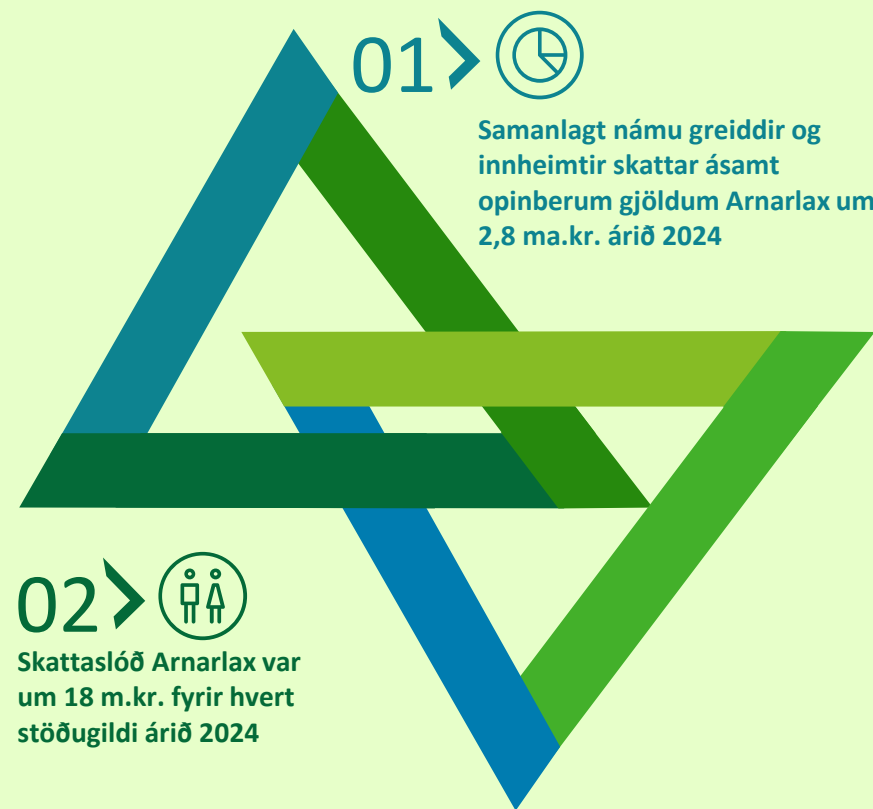 01
Samanlagt námu greiddir og
innheimtir skattar ásamt
opinberum gjöldum Arnarlax um
2,8 ma.kr. árið 2024
02
Skattaslóð Arnarlax var
um 18 m.kr. fyrir hvert
stöðugildi árið 2024